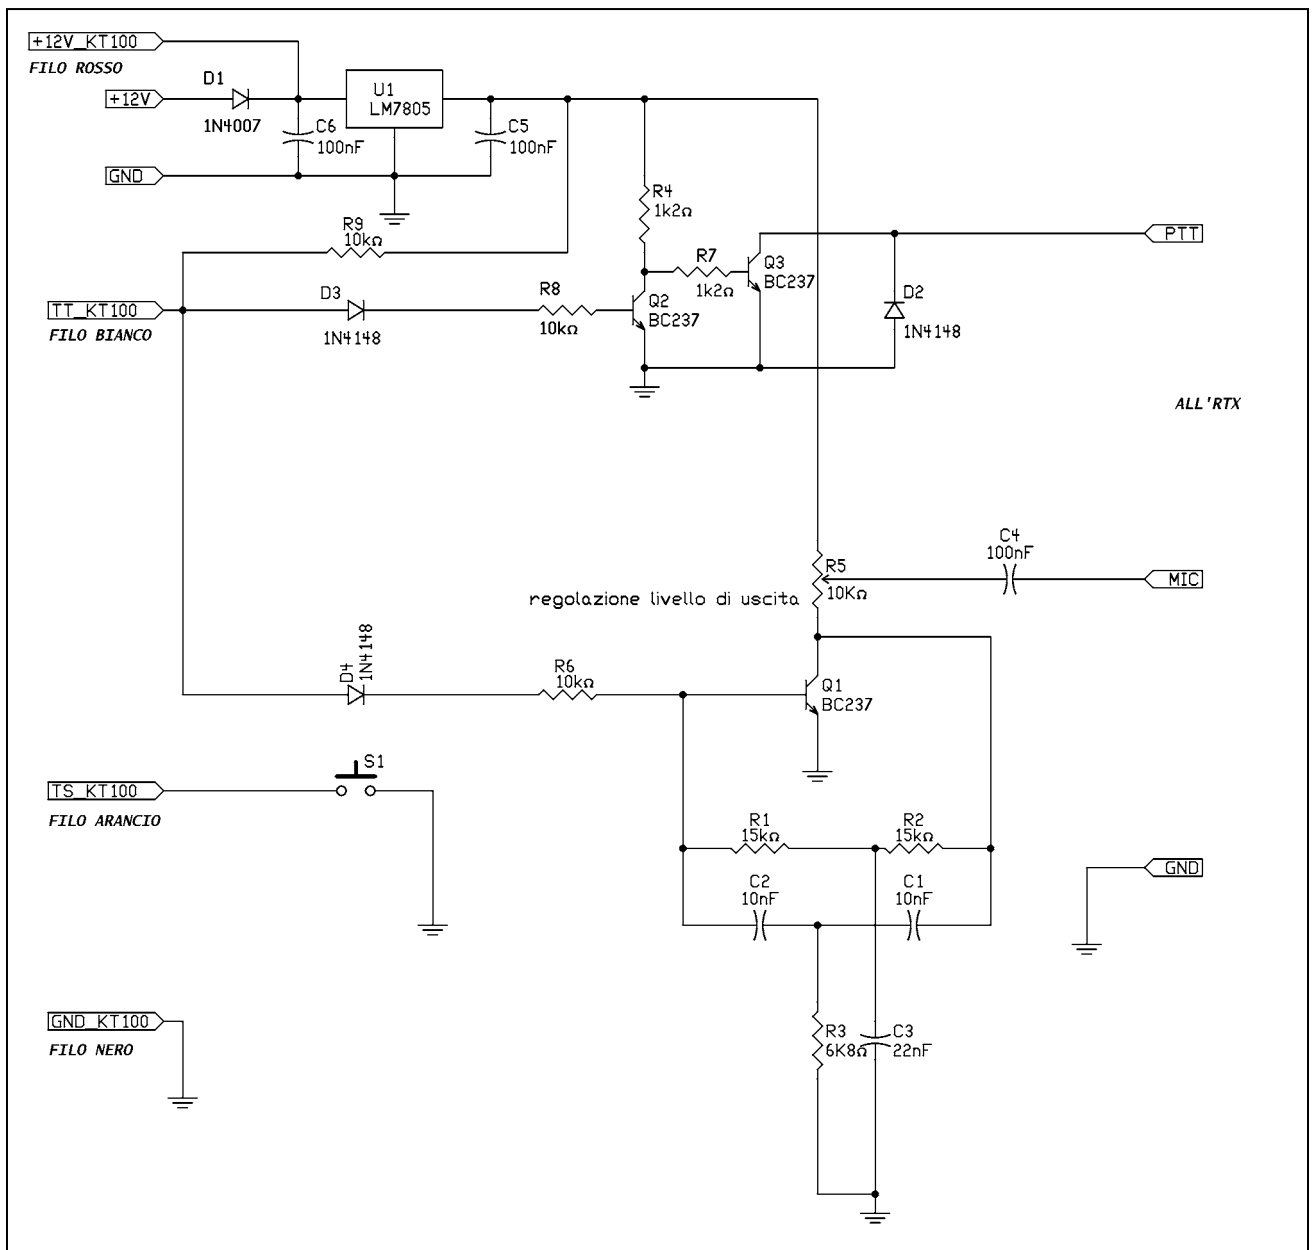 +12V_KT100
FILO ROSSO
D1
+12V
1N4007
U1
LM7805
C6
100nF
C5
100nF
GND
R4
1k2Ω
R9
10kΩ
PTT
R7
1k2Ω
Q3
BC237
D3
1N4148
R8
10kΩ
Q2
BC237
D2
1N4148
TT_KT100
FILO BIANCO
ALL'RTX
C4
100nF
R5
10KΩ
MIC
regolazione livello di uscita
D4
1N4148
R6
10kΩ
Q1
BC237
S1
TS_KT100
FILO ARANCIO
R1
15kΩ
R2
15kΩ
GND
C2
10nF
C1
10nF
GND_KT100
FILO NERO
R3
6K8Ω
C3
22nF